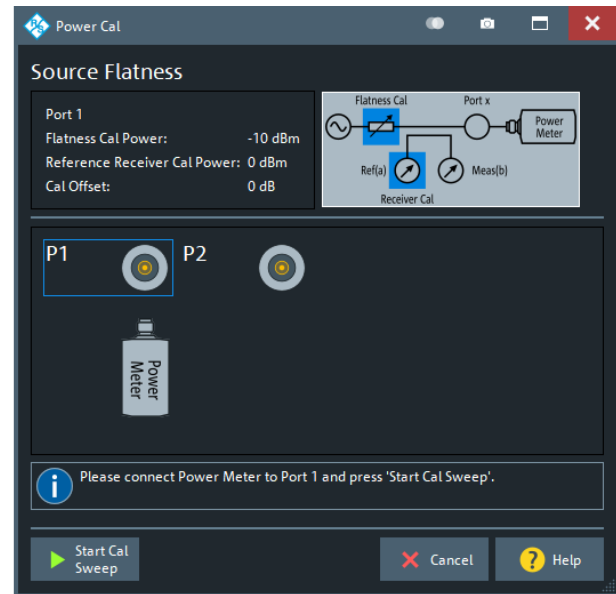 R&S
Power Cal
Source Flatness
Port 1
Flatness Cal Power: -10 dBm
Reference Receiver Cal Power: 0 dBm
Cal Offset: 0 dB
Flatness Cal
Port x
Power
Meter
Ref(a)
Meas(b)
Receiver Cal
P1
P2
Power
Meter
Please connect Power Meter to Port 1 and press 'Start Cal Sweep'.
Start Cal
Sweep
Cancel
Help